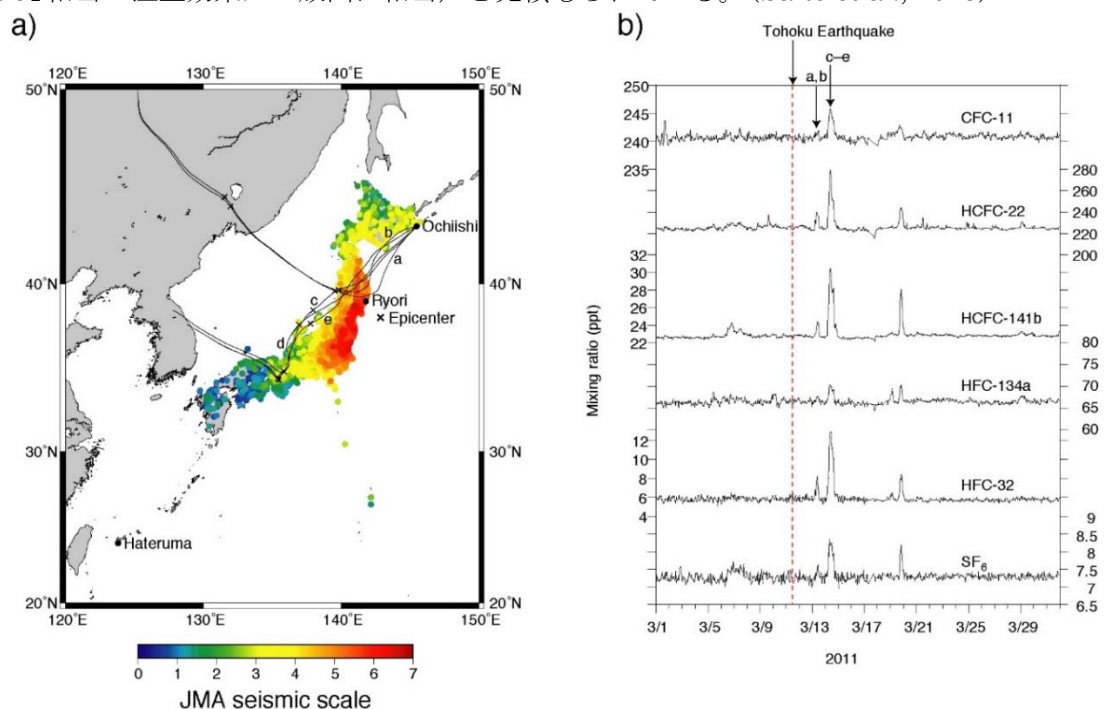 a)
b)
Tohoku Earthquake
c–e
a,b
120°E 130°E 140°E 150°E
50°N 50°N
40°N 40°N
30°N 30°N
20°N 20°N
120°E 130°E 140°E 150°E
b
Ochiishi
a
Ryori
Epicenter
c
e
d
Hateruma
0 1 2 3 4 5 6 7
JMA seismic scale
Mixing ratio (ppt)
250
245
240
235
CFC-11
280
260
240
220
200
HCFC-22
32
30
28
26
24
22
HCFC-141b
80
75
70
65
60
HFC-134a
12
10
8
6
4
HFC-32
9
8.5
8
7.5
7
6.5
SF6
3/1 3/5 3/9 3/13 3/17 3/21 3/25 3/29
2011